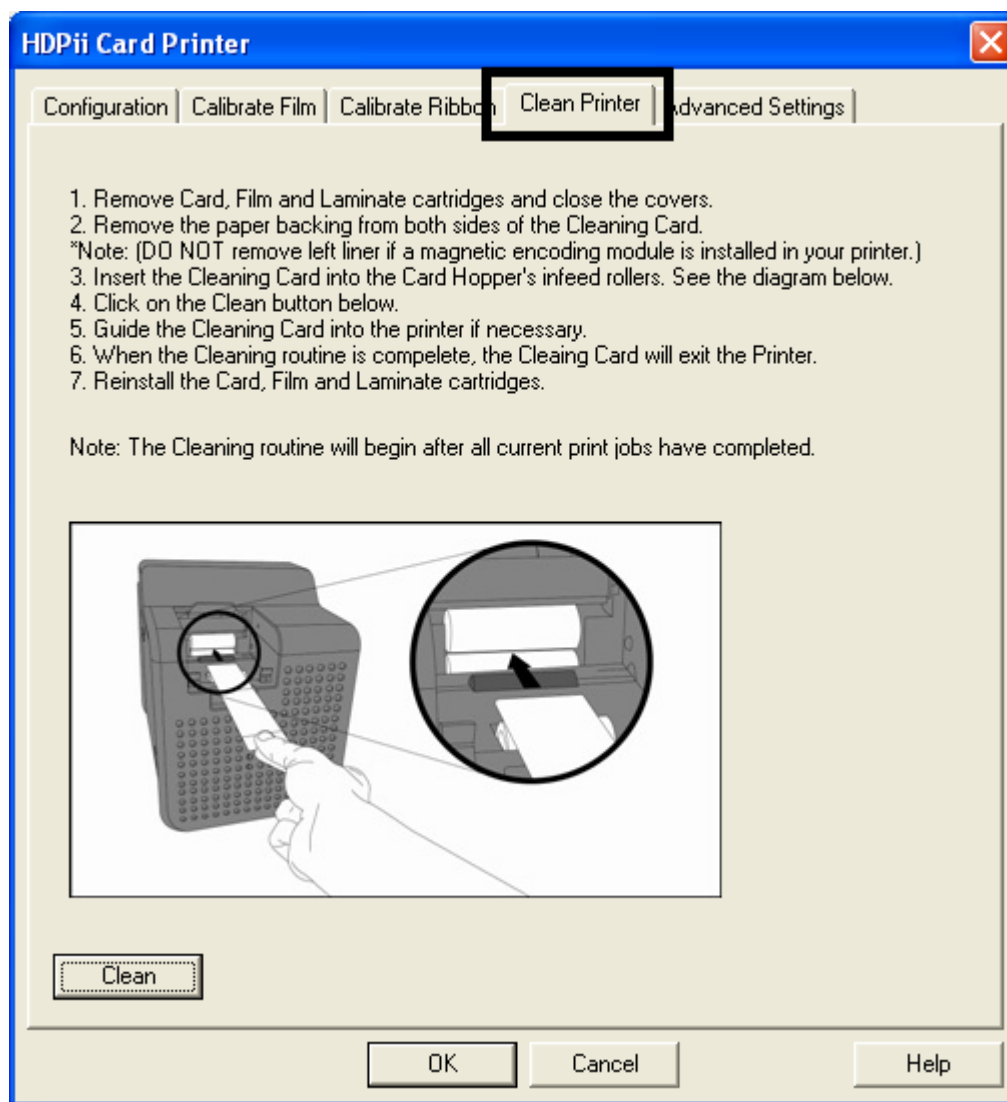 HDPii Card Printer
Configuration
Calibrate Film
Calibrate Ribbon
Clean Printer
Advanced Settings
1. Remove Card, Film and Laminate cartridges and close the covers.
2. Remove the paper backing from both sides of the Cleaning Card.
*Note: (DO NOT remove left liner if a magnetic encoding module is installed in your printer.)
3. Insert the Cleaning Card into the Card Hopper's infeed rollers. See the diagram below.
4. Click on the Clean button below.
5. Guide the Cleaning Card into the printer if necessary.
6. When the Cleaning routine is compelete, the Cleaing Card will exit the Printer.
7. Reinstall the Card, Film and Laminate cartridges.
Note: The Cleaning routine will begin after all current print jobs have completed.
Clean
OK
Cancel
Help